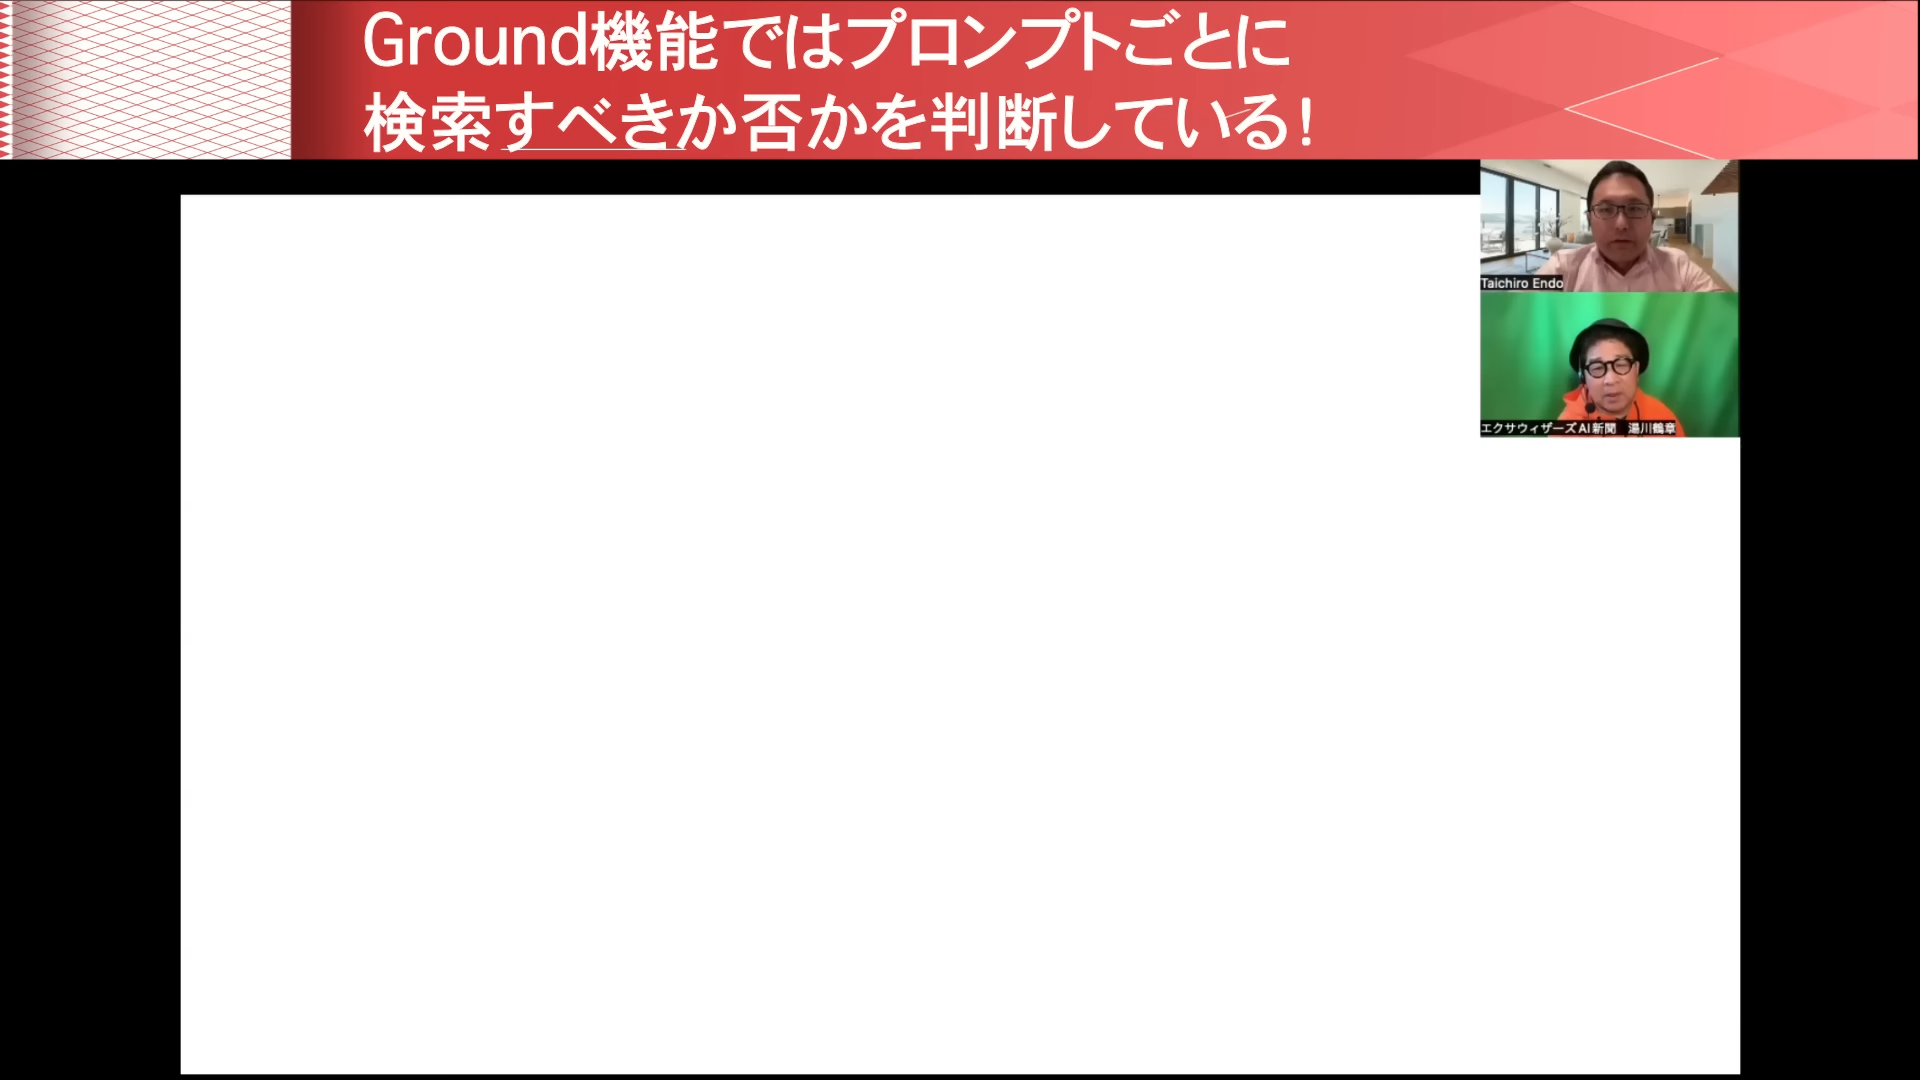 Ground機能ではプロンプトごとに
検索すべきか否かを判断している!
Taichiro Endo
エクサウィザーズAI新聞 湯川鶴章